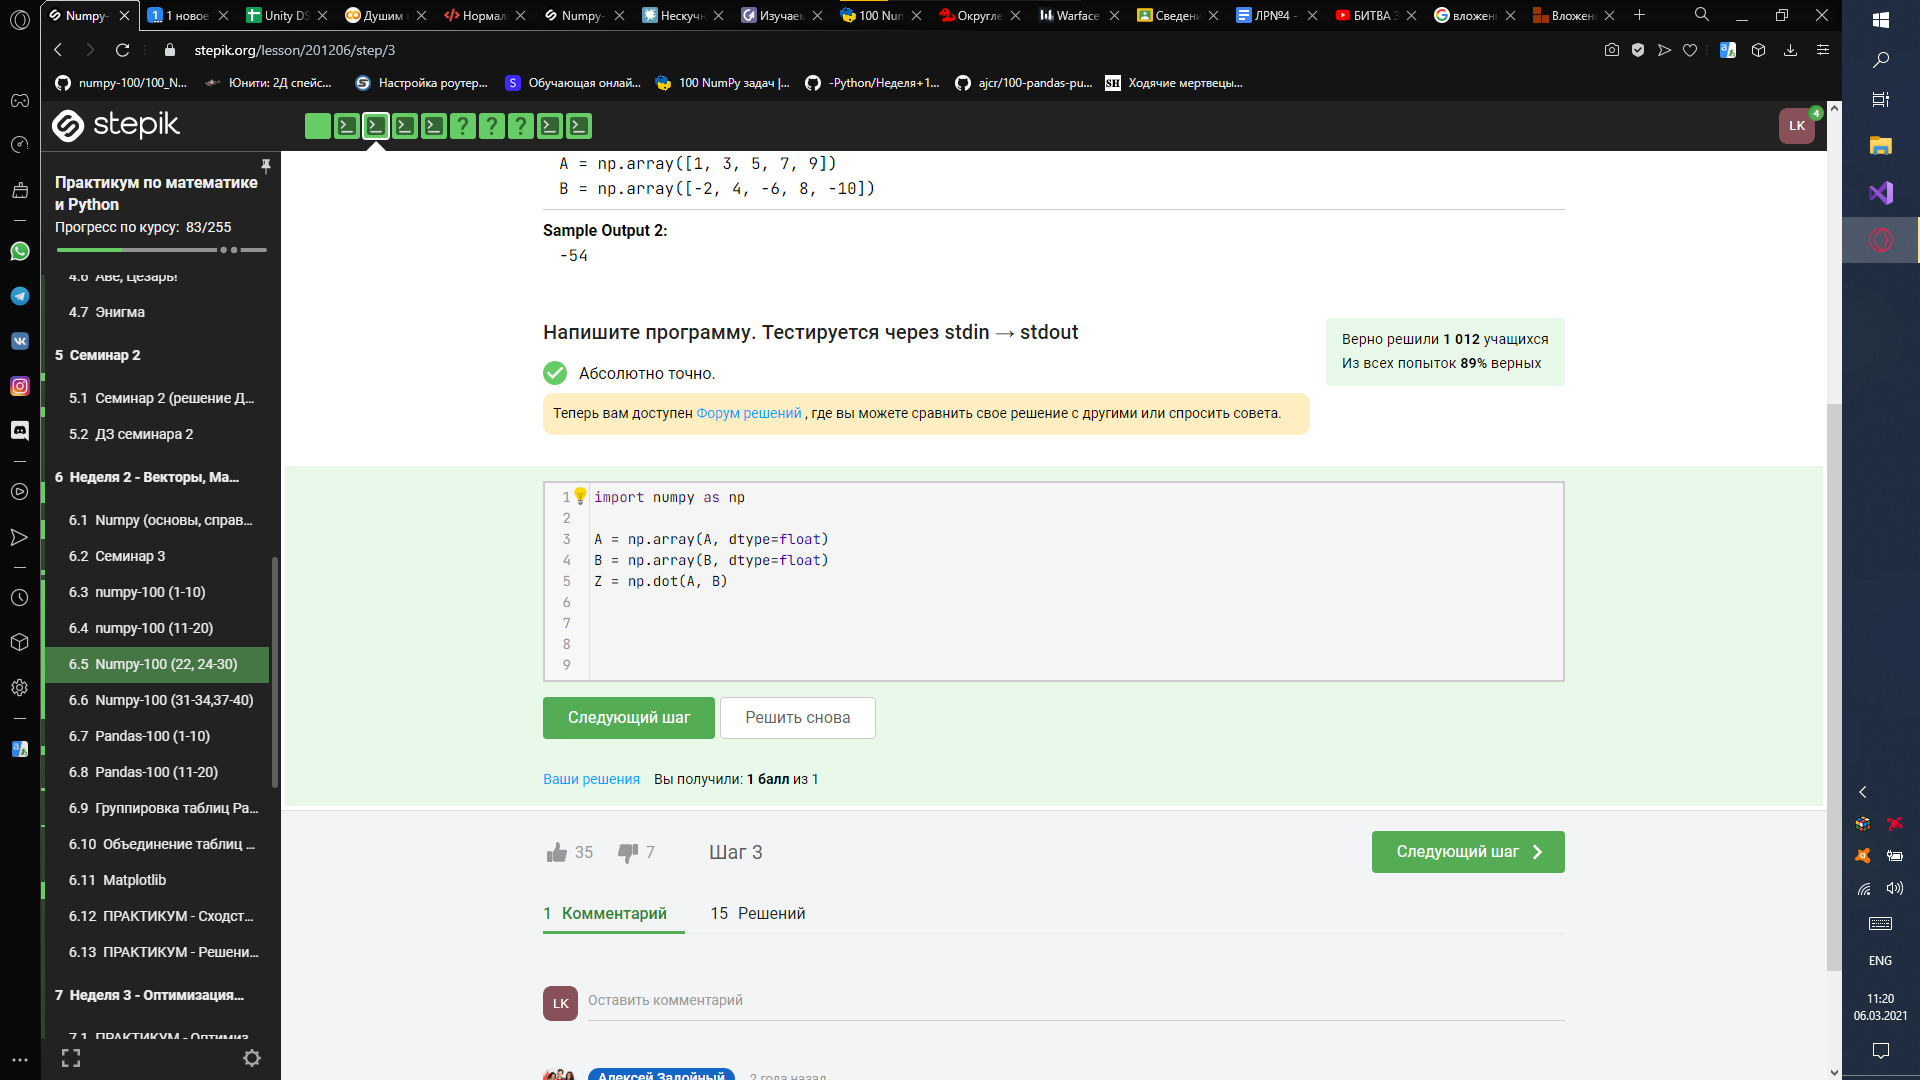 Numpy-
1 новое
Unity DS
Душим
Нормал
Numpy-
Нескучн
Изучаем
100 Num
Округле
Warface
Сведени
ЛР№4 -
БИТВА З
вложен
Вложен
stepik.org/lesson/201206/step/3
numpy-100/100_N...
Юнити: 2Д спейс...
Настройка роутер...
Обучающая онлай...
100 NumPy задач |...
-Python/Неделя+1...
ajcr/100-pandas-pu...
SH Ходячие мертвецы...
stepik
LK
4
Практикум по математике
и Python
Прогресс по курсу: 83/255
4.6 Аве, Цезарь!
4.7 Энигма
5 Семинар 2
5.1 Семинар 2 (решение Д...
5.2 ДЗ семинара 2
6 Неделя 2 - Векторы, Ма...
6.1 Numpy (основы, справ...
6.2 Семинар 3
6.3 numpy-100 (1-10)
6.4 numpy-100 (11-20)
6.5 Numpy-100 (22, 24-30)
6.6 Numpy-100 (31-34,37-40)
6.7 Pandas-100 (1-10)
6.8 Pandas-100 (11-20)
6.9 Группировка таблиц Pa...
6.10 Объединение таблиц ...
6.11 Matplotlib
6.12 ПРАКТИКУМ - Сходст...
6.13 ПРАКТИКУМ - Решени...
7 Неделя 3 - Оптимизация...
7.1 ПРАКТИКУМ - Оптимиз...
A = np.array([1, 3, 5, 7, 9])
B = np.array([-2, 4, -6, 8, -10])
Sample Output 2:
-54
Напишите программу. Тестируется через stdin → stdout
Верно решили 1 012 учащихся
Из всех попыток 89% верных
Абсолютно точно.
Теперь вам доступен Форум решений , где вы можете сравнить свое решение с другими или спросить совета.
1 import numpy as np
2
3 A = np.array(A, dtype=float)
4 B = np.array(B, dtype=float)
5 Z = np.dot(A, B)
6
7
8
9
Следующий шаг
Решить снова
Ваши решения Вы получили: 1 балл из 1
35
7
Шаг 3
Следующий шаг
1 Комментарий
15 Решений
LK
Оставить комментарий
Алексей Задойный
2 года назад
ENG
11:20
06.03.2021